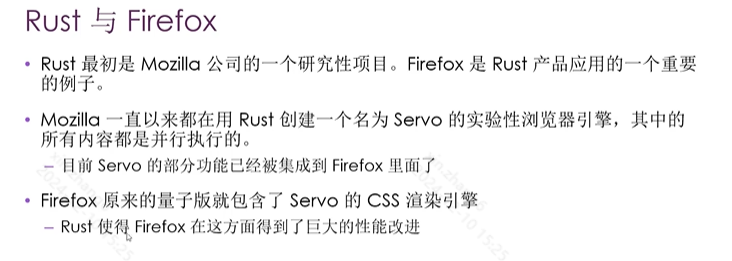 Rust 与 Firefox
• Rust 最初是 Mozilla 公司的一个研究性项目。Firefox 是 Rust 产品应用的一个重要
的例子。
• Mozilla 一直以来都在用 Rust 创建一个名为 Servo 的实验性浏览器引擎，其中的
所有内容都是并行执行的。
– 目前 Servo 的部分功能已经被集成到 Firefox 里面了
• Firefox 原来的量子版就包含了 Servo 的 CSS 渲染引擎
– Rust 使得 Firefox 在这方面得到了巨大的性能改进